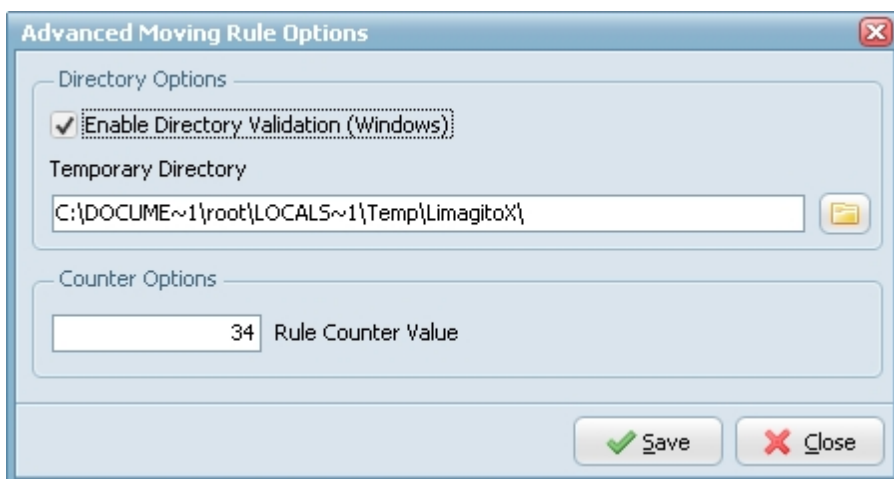 Advanced Moving Rule Options
Directory Options
Enable Directory Validation (Windows)
Temporary Directory
C:\DOCUME~1\root\LOCALS~1\Temp\LimagitoX\
Counter Options
34 Rule Counter Value
Save Close